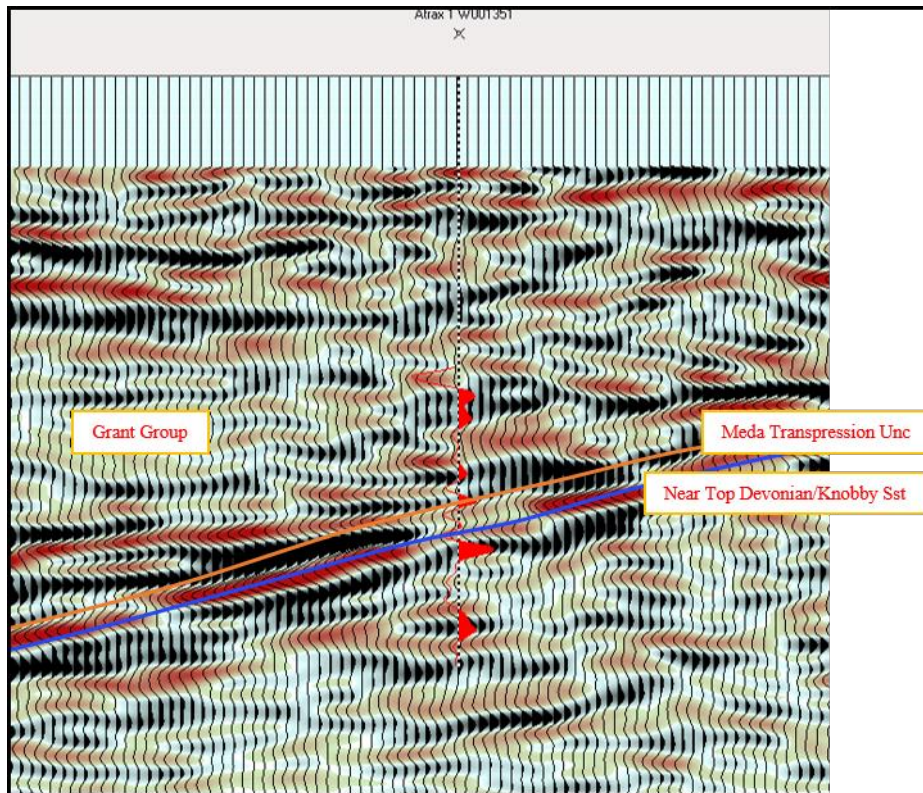 Atrax 1 W001351
Grant Group
Meda Transpression Unc
Near Top Devonian/Knobby Sst